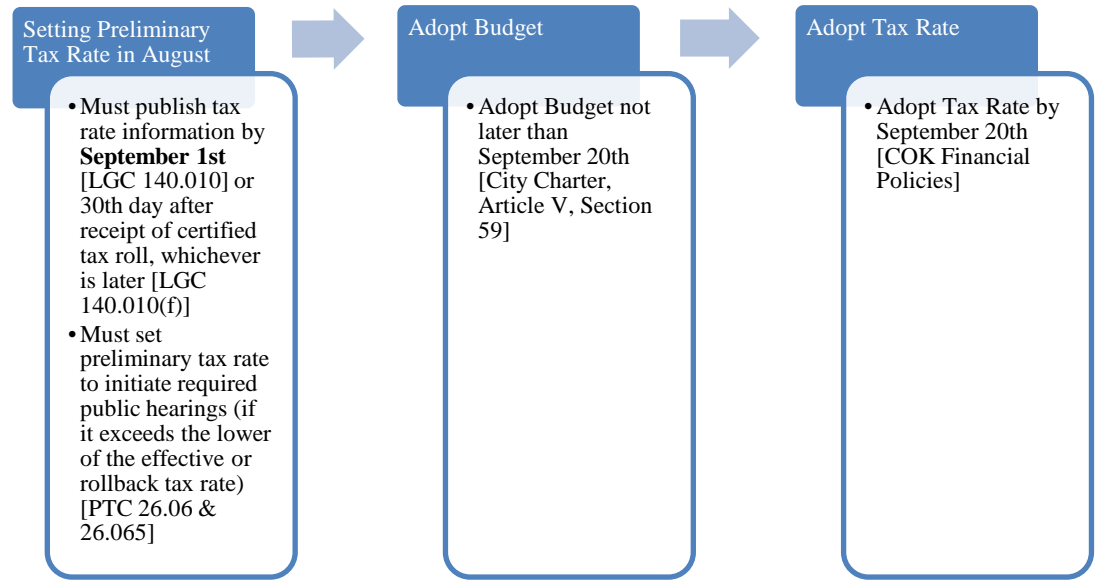 Setting Preliminary
Tax Rate in August
• Must publish tax
rate information by
September 1st
[LGC 140.010] or
30th day after
receipt of certified
tax roll, whichever
is later [LGC
140.010(f)]
• Must set
preliminary tax rate
to initiate required
public hearings (if
it exceeds the lower
of the effective or
rollback tax rate)
[PTC 26.06 &
26.065]
Adopt Budget
• Adopt Budget not
later than
September 20th
[City Charter,
Article V, Section
59]
Adopt Tax Rate
• Adopt Tax Rate by
September 20th
[COK Financial
Policies]